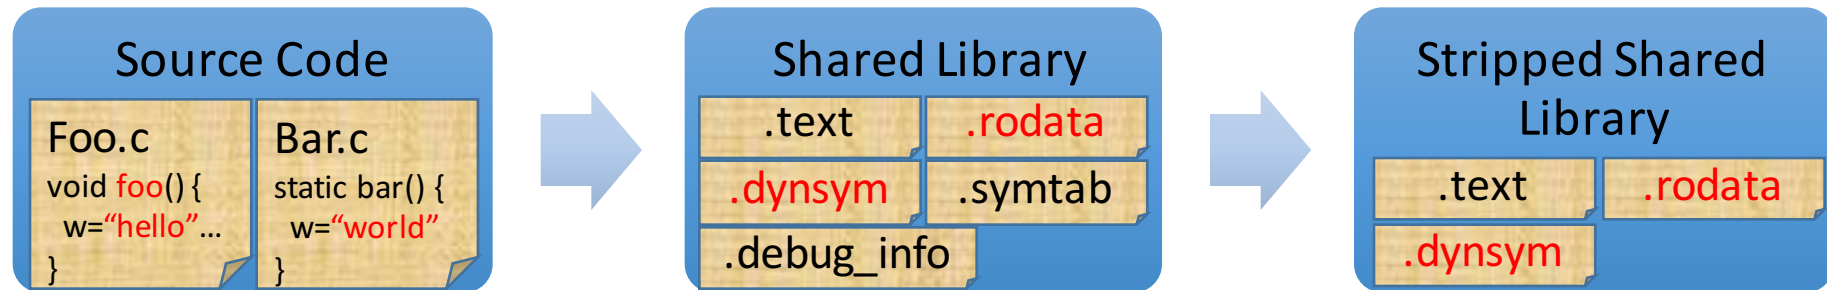 Source Code
Foo.c
void foo() {
w=“hello”...
}
Bar.c
static bar() {
w=“world”
}
Shared Library
.text
.rodata
.dynsym
.symtab
.debug_info
Stripped Shared
Library
.text
.rodata
.dynsym